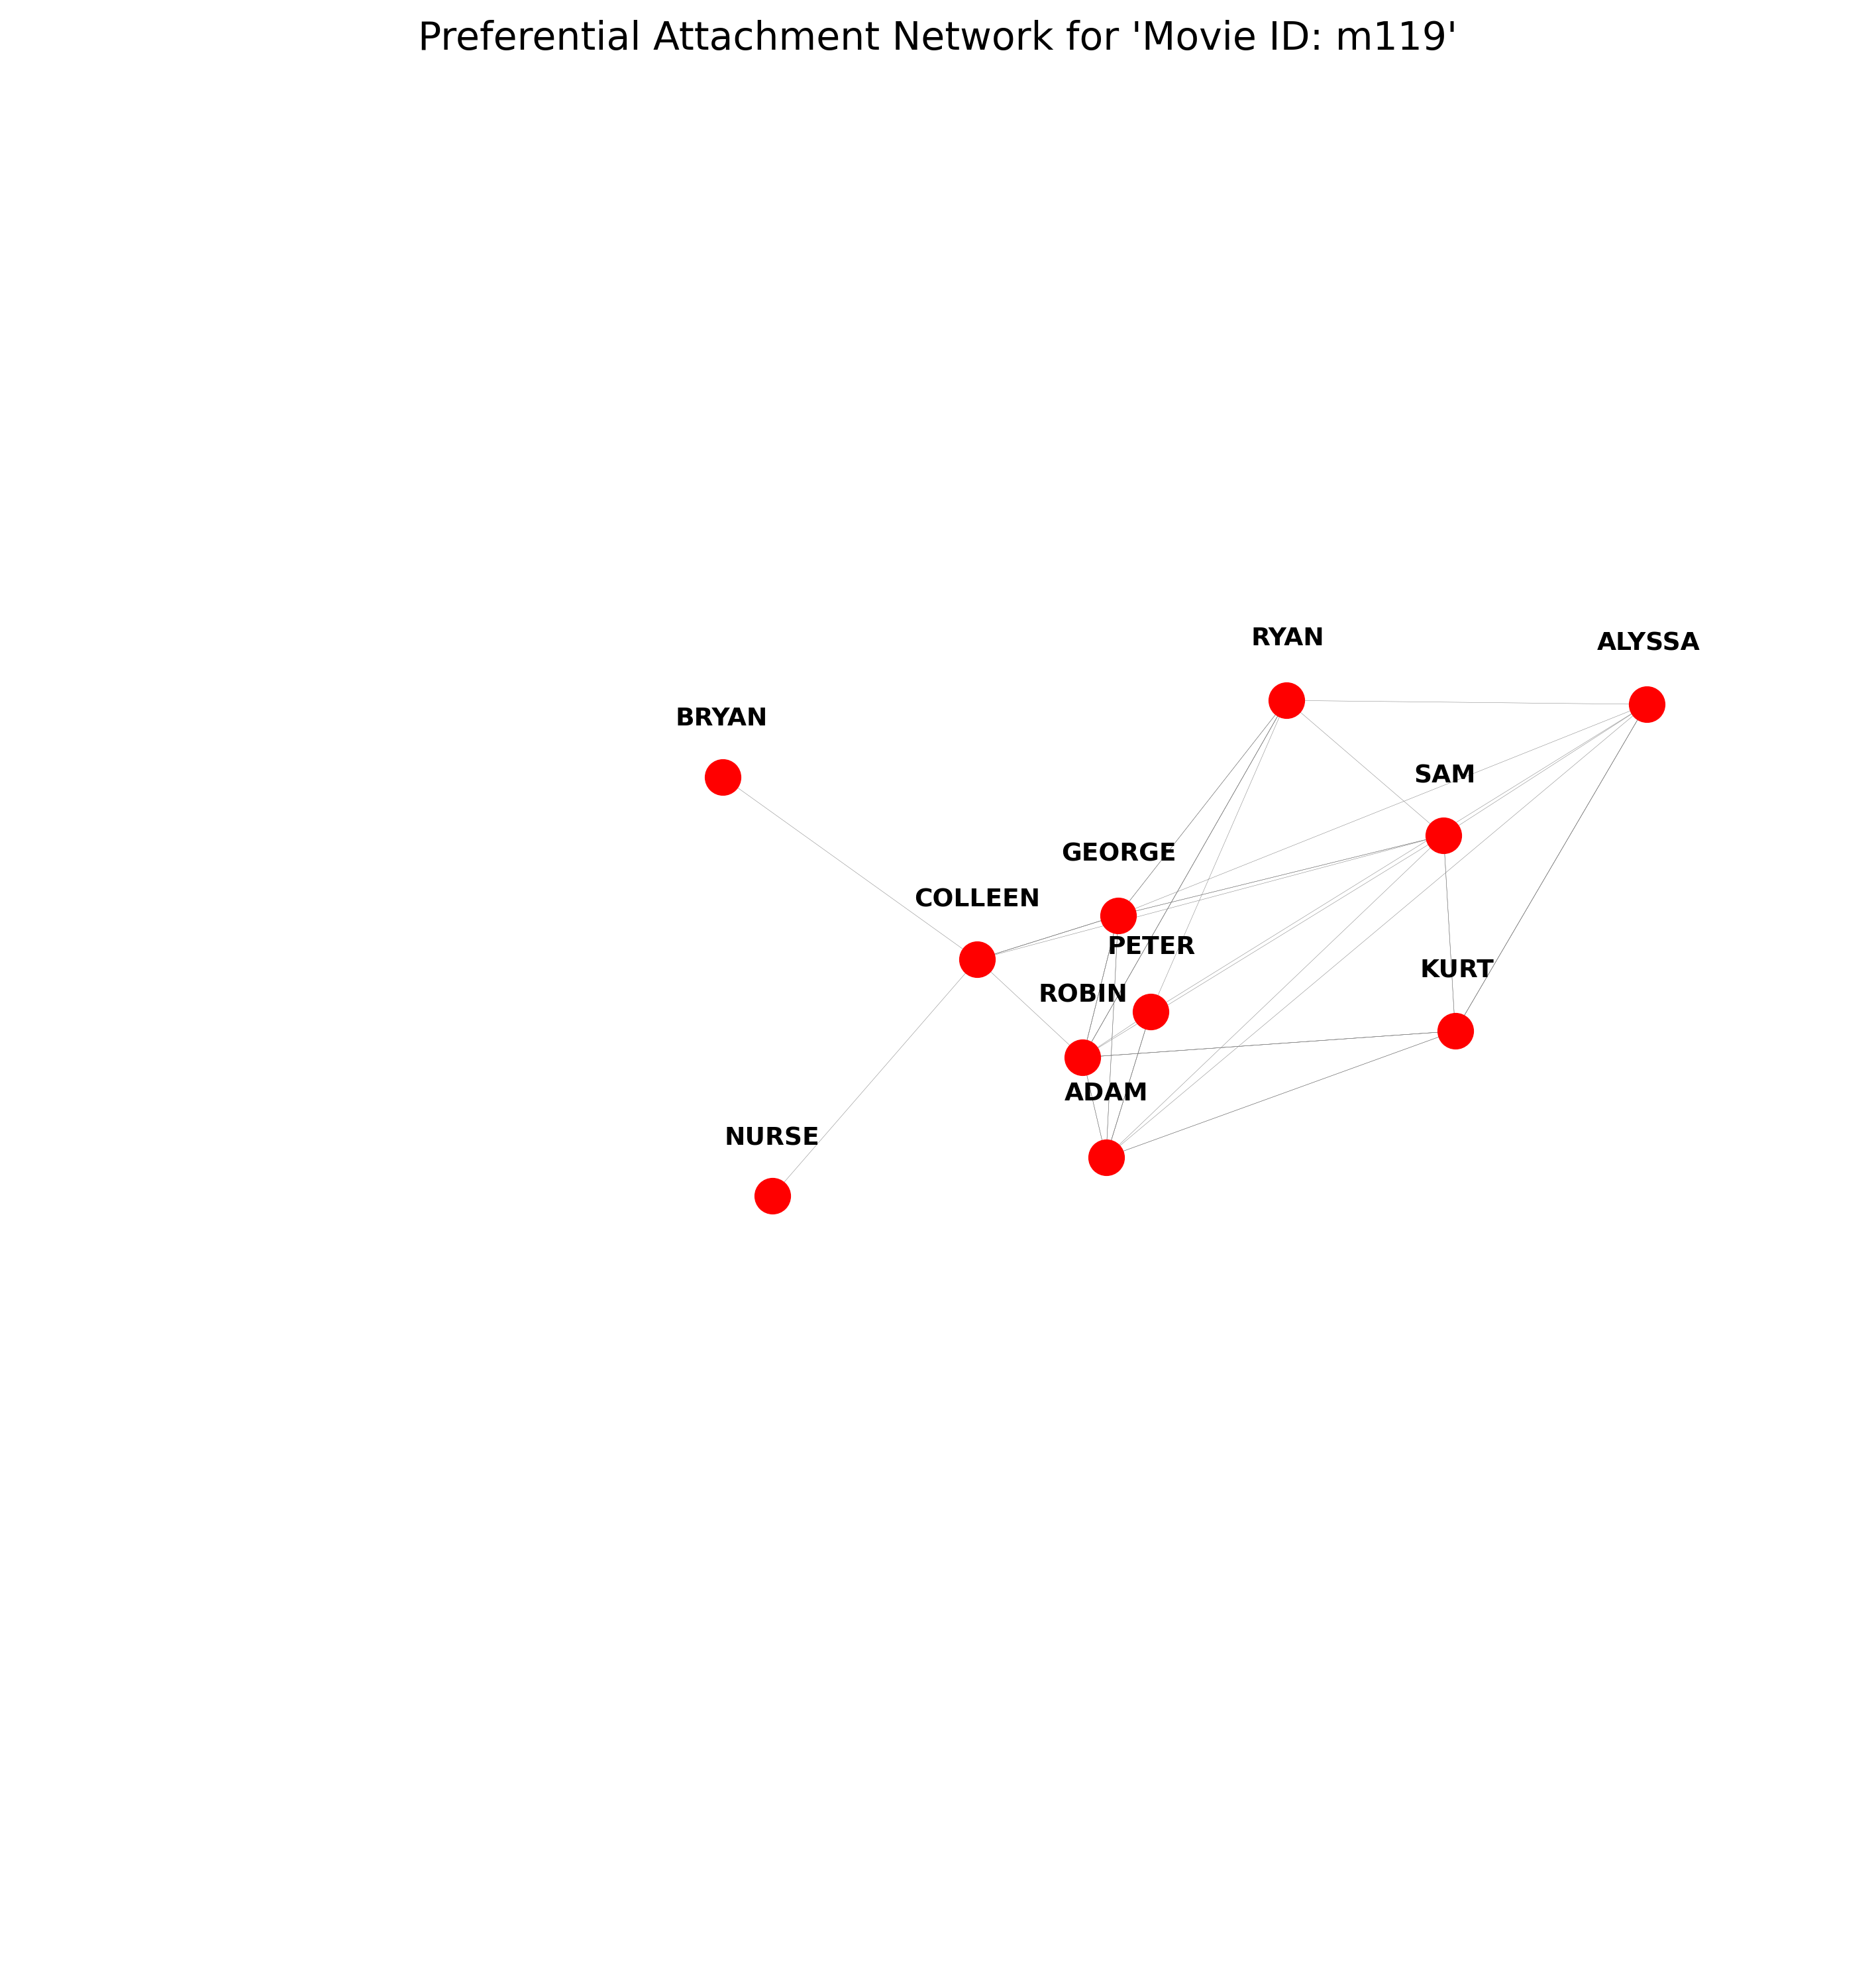 Preferential Attachment Network for 'Movie ID: m119'
RYAN
ALYSSA
BRYAN
SAM
GEORGE
COLLEEN
PETER
KURT
ROBIN
ADAM
NURSE